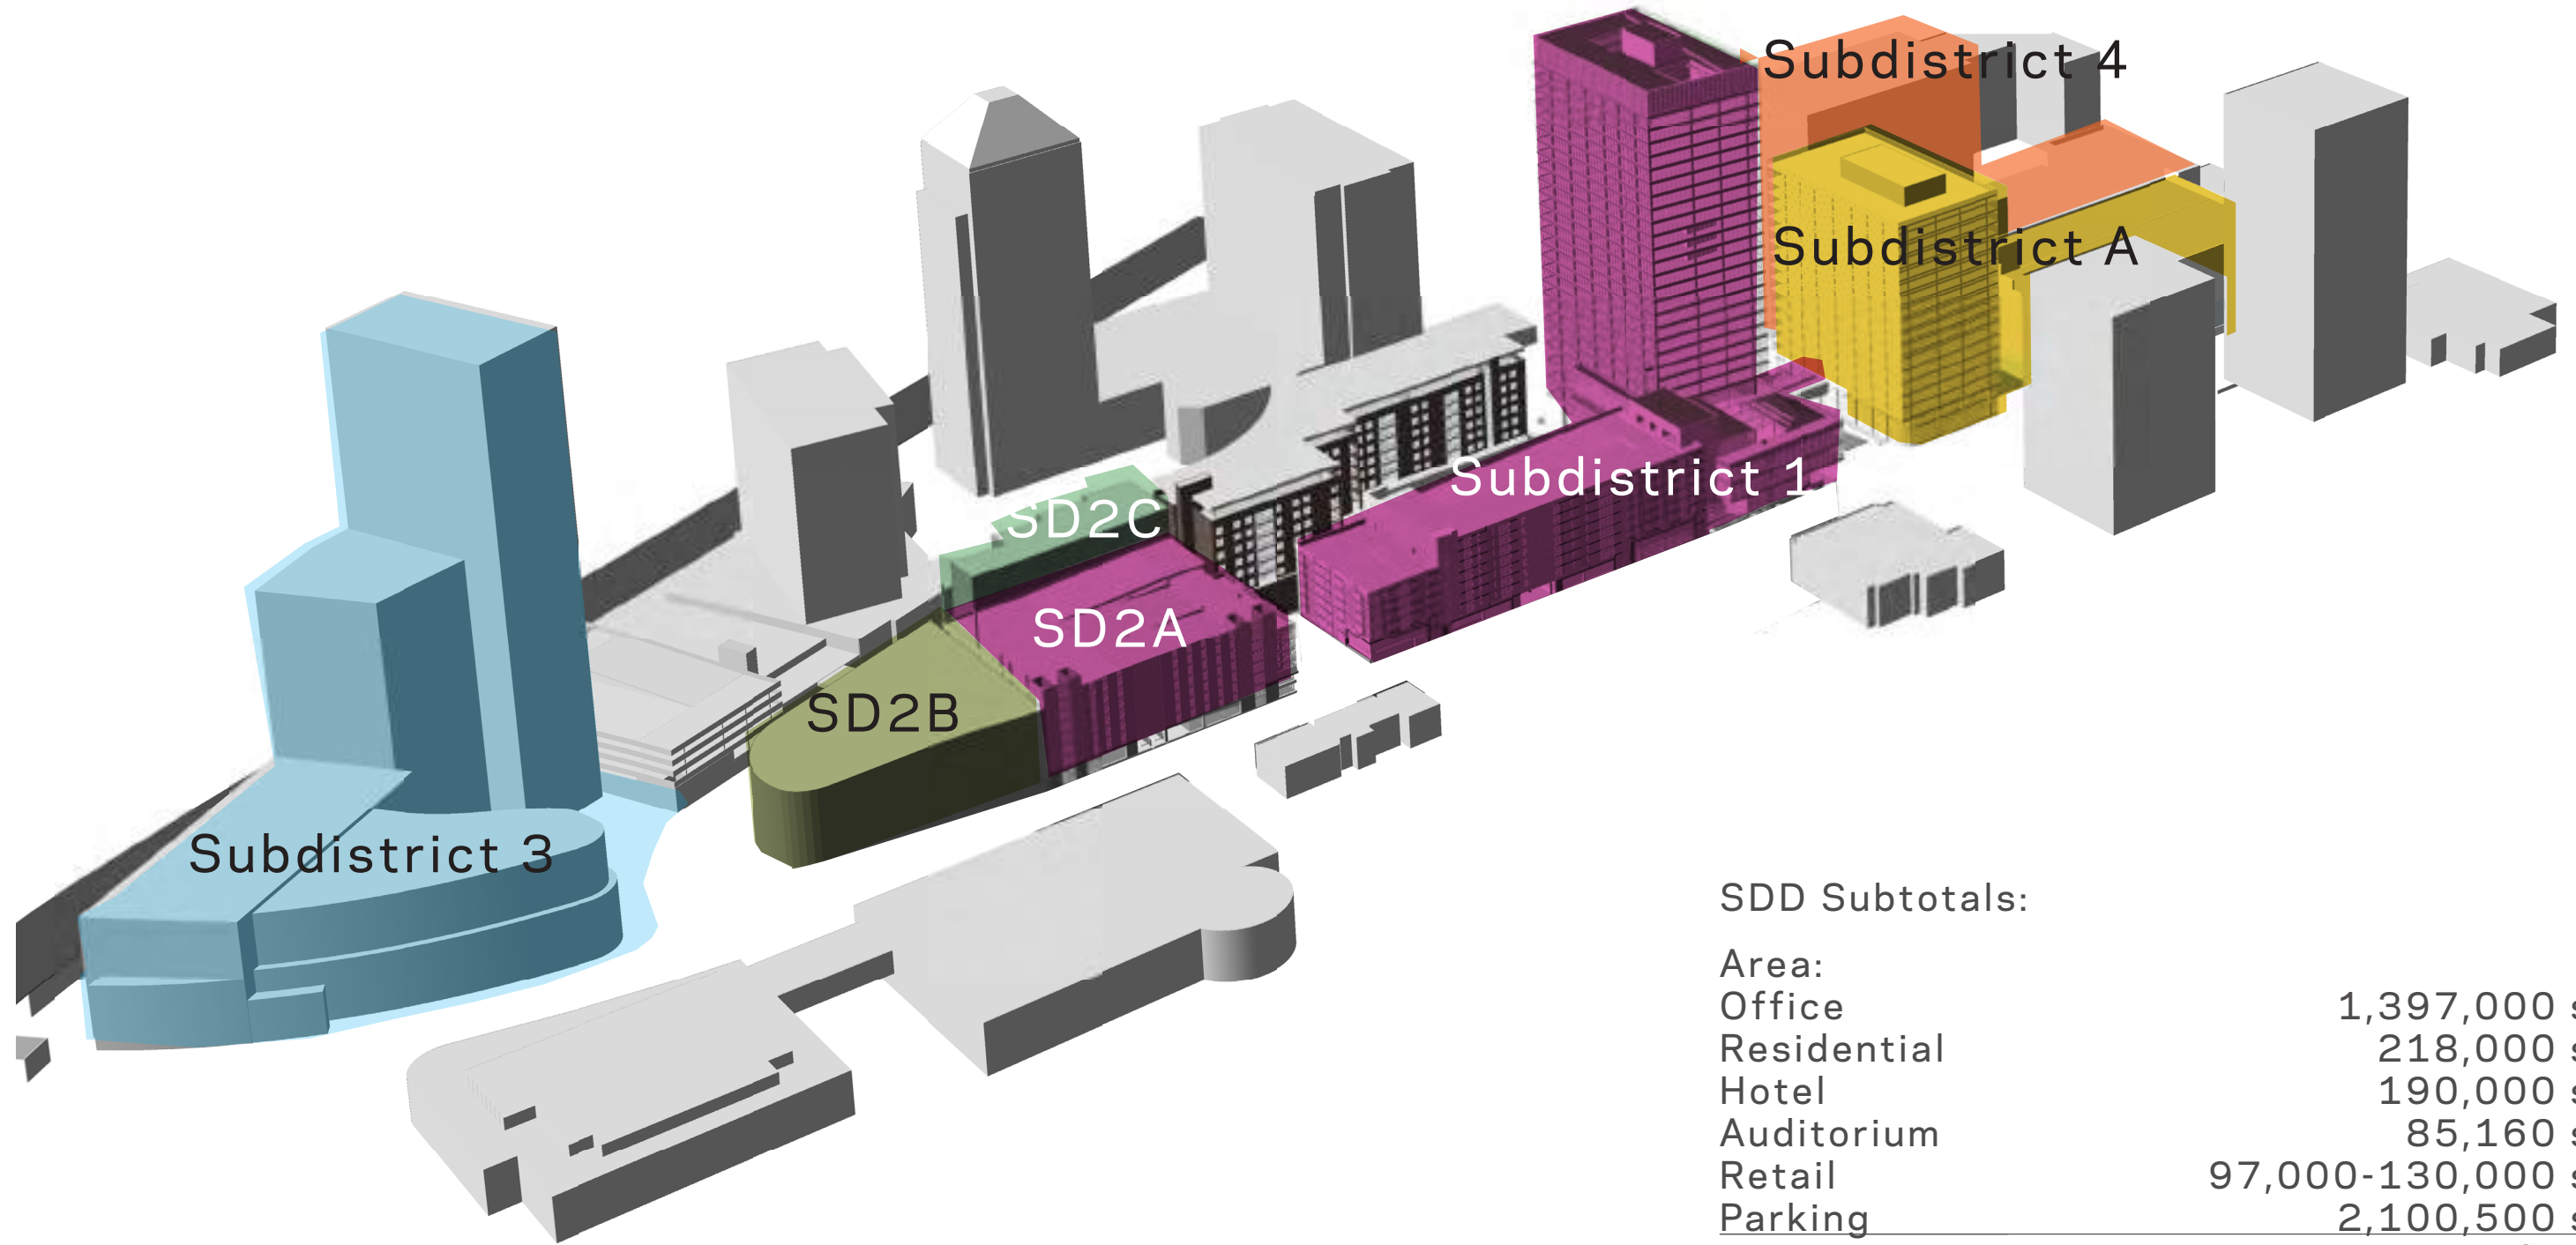 Subdistrict 4
Subdistrict A
Subdistrict 1
SD2C
SD2A
SD2B
Subdistrict 3
SDD Subtotals:
Area:
Office 1,397,000 s
Residential 218,000 s
Hotel 190,000 s
Auditorium 85,160 s
Retail 97,000-130,000 s
Parking 2,100,500 s